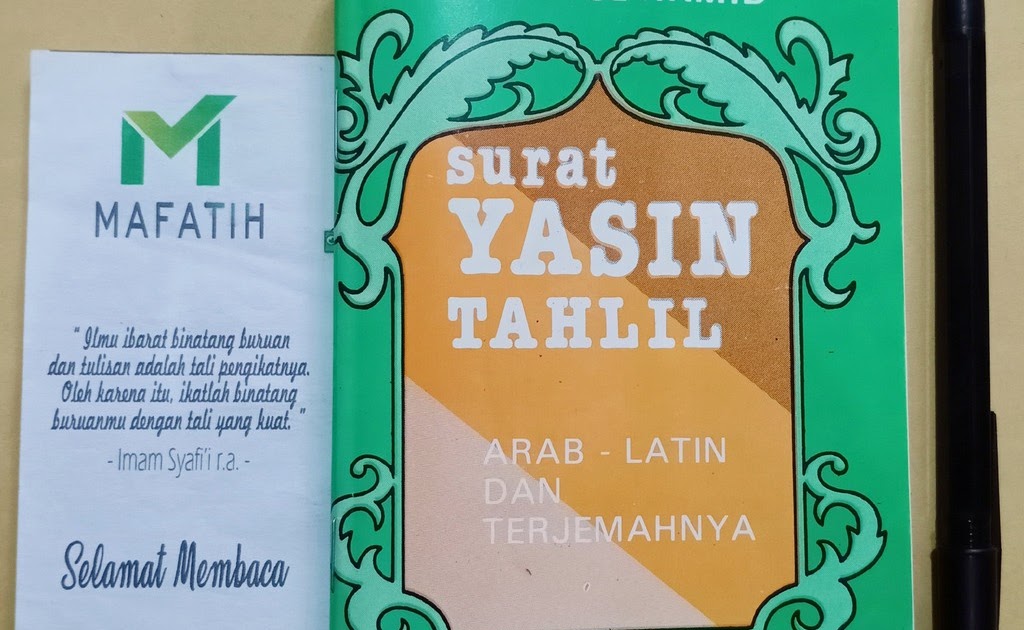 MAFATIH
“ Ilmu ibarat binatang buruan
dan tulisan adalah tali pengikatnya.
Oleh karena itu, ikatlah binatang
buruanmu dengan tali yang kuat. ”
- Imam Syafi'i r.a. -
Selamat Membaca
surat
YASIN
TAHLIL
ARAB - LATIN
DAN
TERJEMAHNYA